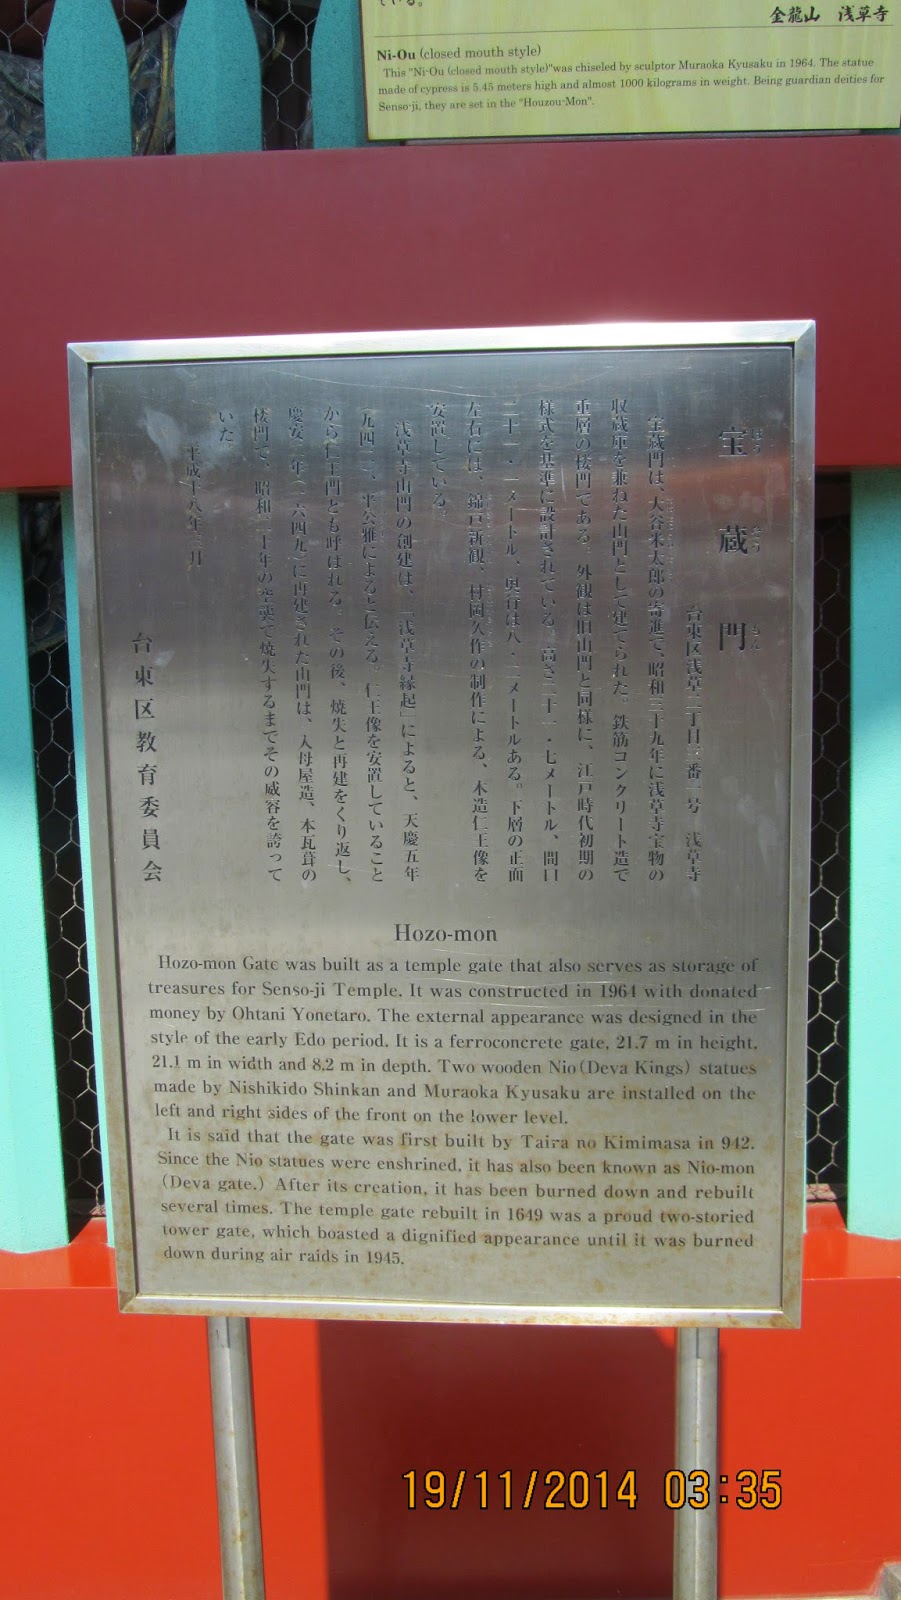 ている。
金龍山 浅草寺
Ni-Ou (closed mouth style)
This "Ni-Ou (closed mouth style)"was chiseled by sculptor Muraoka Kyusaku in 1964. The statue
made of cypress is 5.45 meters high and almost 1000 kilograms in weight. Being guardian deities for
Senso-ji, they are set in the "Houzou-Mon".
宝蔵門
ほうぞうもん
台東区浅草二丁目三番一号 浅草寺
宝蔵門は、大谷米太郎の寄進で、昭和三十九年に浅草寺宝物の
収蔵庫を兼ねた山門として建てられた。鉄筋コンクリート造で
重層の楼門である。外観は旧山門と同様に、江戸時代初期の
様式を基準に設計されている。高さ二十一・七メートル、間口
二十一・一メートル、奥行は八・二メートルある。下層の正面
左右には、錦戸新観、村岡久作の制作による、木造仁王像を
安置している。
浅草寺山門の創建は、「浅草寺縁起」によると、天慶五年
(九四二)、平公雅によると伝える。仁王像を安置していること
から仁王門とも呼ばれる。その後、焼失と再建をくり返し、
慶安二年(一六四九)に再建された山門は、入母屋造、本瓦葺の
楼門で、昭和二十年の空襲で焼失するまでその威容を誇って
いた。
平成十八年三月
台東区教育委員会
Hozo-mon
Hozo-mon Gate was built as a temple gate that also serves as storage of
treasures for Senso-ji Temple. It was constructed in 1964 with donated
money by Ohtani Yonetaro. The external appearance was designed in the
style of the early Edo period. It is a ferroconcrete gate, 21.7 m in height,
21.1 m in width and 8.2 m in depth. Two wooden Nio (Deva Kings) statues
made by Nishikido Shinkan and Muraoka Kyusaku are installed on the
left and right sides of the front on the lower level.
It is said that the gate was first built by Taira no Kimimasa in 942.
Since the Nio statues were enshrined, it has also been known as Nio-mon
(Deva gate.) After its creation, it has been burned down and rebuilt
several times. The temple gate rebuilt in 1649 was a proud two-storied
tower gate, which boasted a dignified appearance until it was burned
down during air raids in 1945.
19/11/2014 03:35